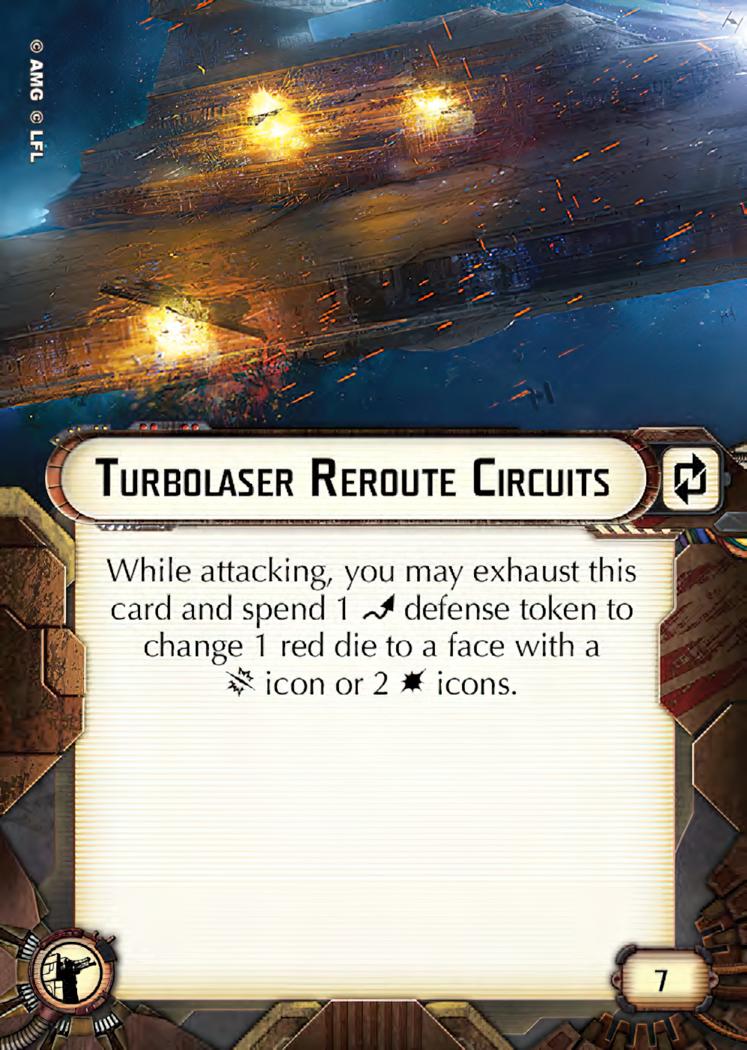 © AMG © LFL
Turbolaser Reroute Circuits
While attacking, you may exhaust this
card and spend 1 defense token to
change 1 red die to a face with a
icon or 2 icons.
7